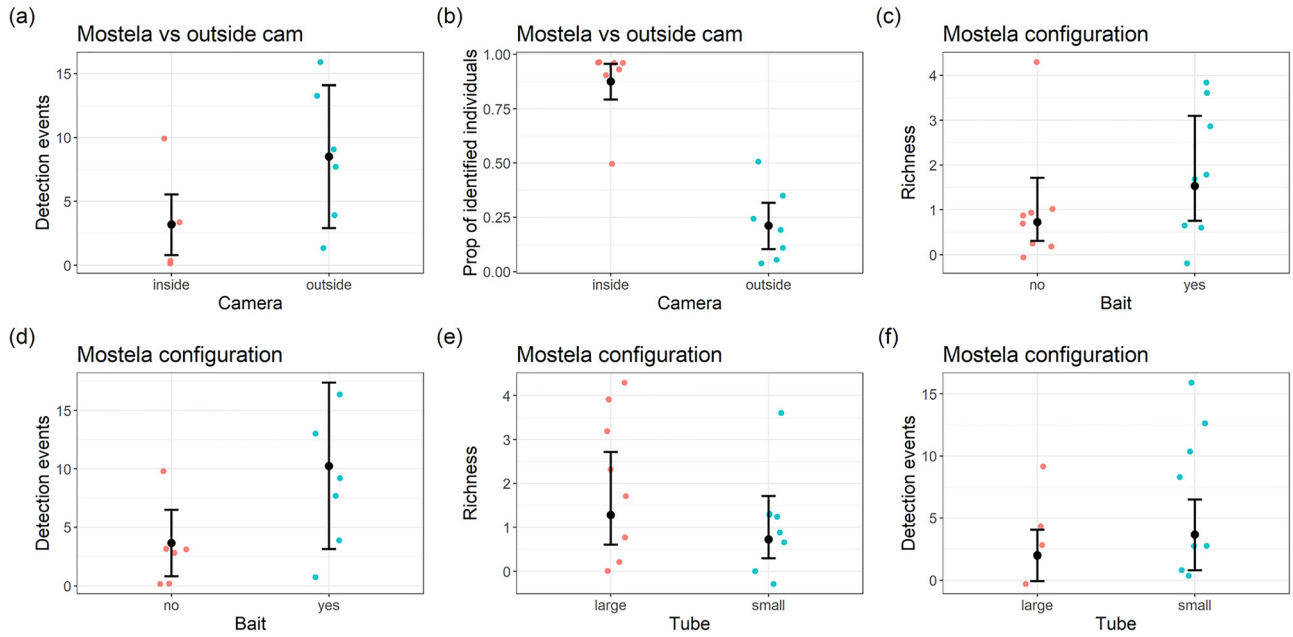 (a)
Mostela vs outside cam
Detection events
15
10
5
0
inside
outside
Camera
(b)
Mostela vs outside cam
Prop of identified individuals
1.00
0.75
0.50
0.25
0.00
inside
outside
Camera
(c)
Mostela configuration
Richness
4
3
2
1
0
no
yes
Bait
(d)
Mostela configuration
Detection events
15
10
5
0
no
yes
Bait
(e)
Mostela configuration
Richness
4
3
2
1
0
large
small
Tube
(f)
Mostela configuration
Detection events
15
10
5
0
large
small
Tube